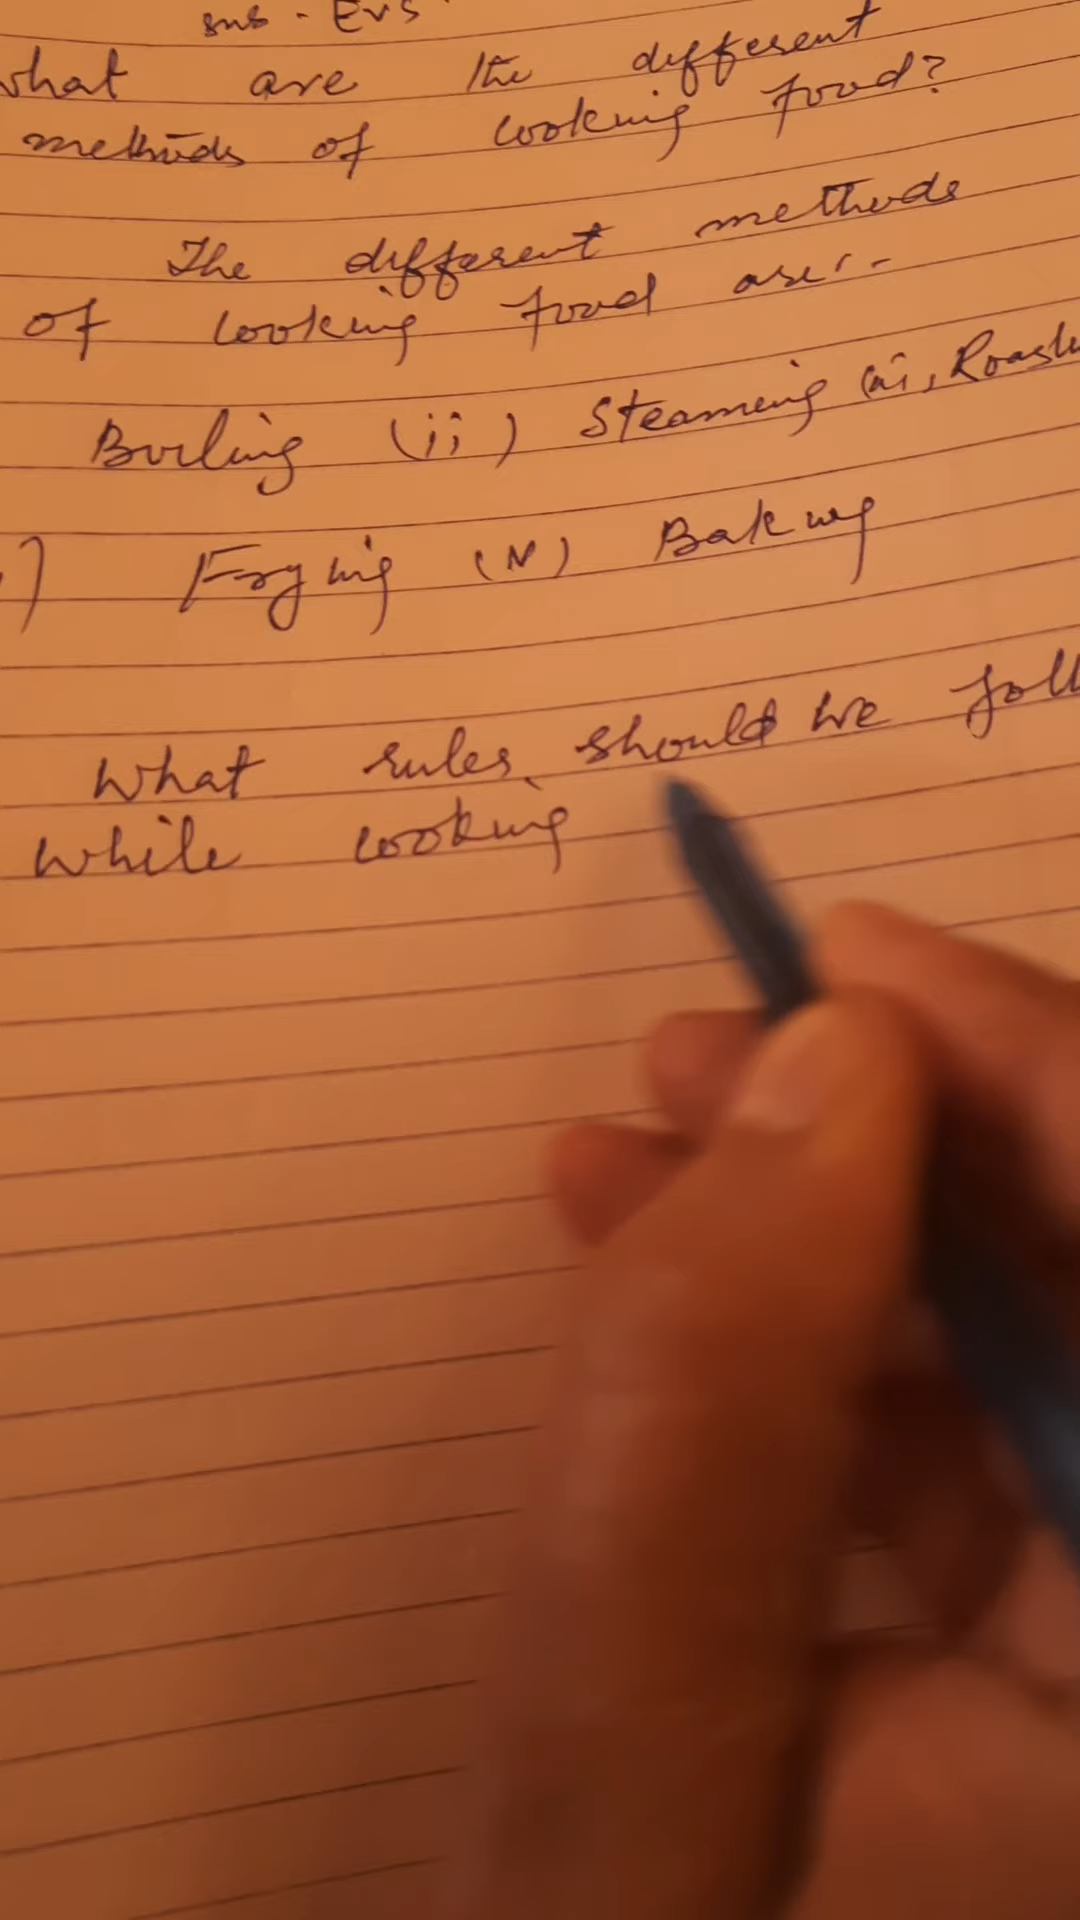 sub - EVS
what are the different
methods of cooking food?
The different methods
of cooking food are:-
Boiling (ii) Steaming (iii) Roast
) Frying (v) Baking
What rules should we foll
while cooking